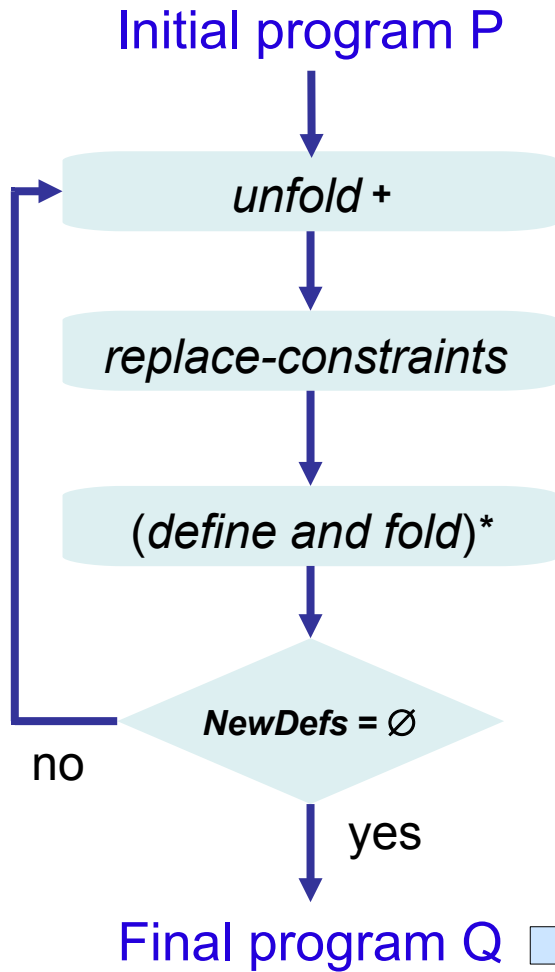 Initial program P
unfold +
replace-constraints
(define and fold)*
NewDefs = ∅
no
yes
Final program Q